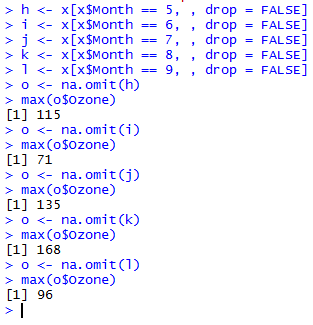 > h <- x[x$Month == 5, , drop = FALSE]
> i <- x[x$Month == 6, , drop = FALSE]
> j <- x[x$Month == 7, , drop = FALSE]
> k <- x[x$Month == 8, , drop = FALSE]
> l <- x[x$Month == 9, , drop = FALSE]
> o <- na.omit(h)
> max(o$Ozone)
[1] 115
> o <- na.omit(i)
> max(o$Ozone)
[1] 71
> o <- na.omit(j)
> max(o$Ozone)
[1] 135
> o <- na.omit(k)
> max(o$Ozone)
[1] 168
> o <- na.omit(l)
> max(o$Ozone)
[1] 96
>